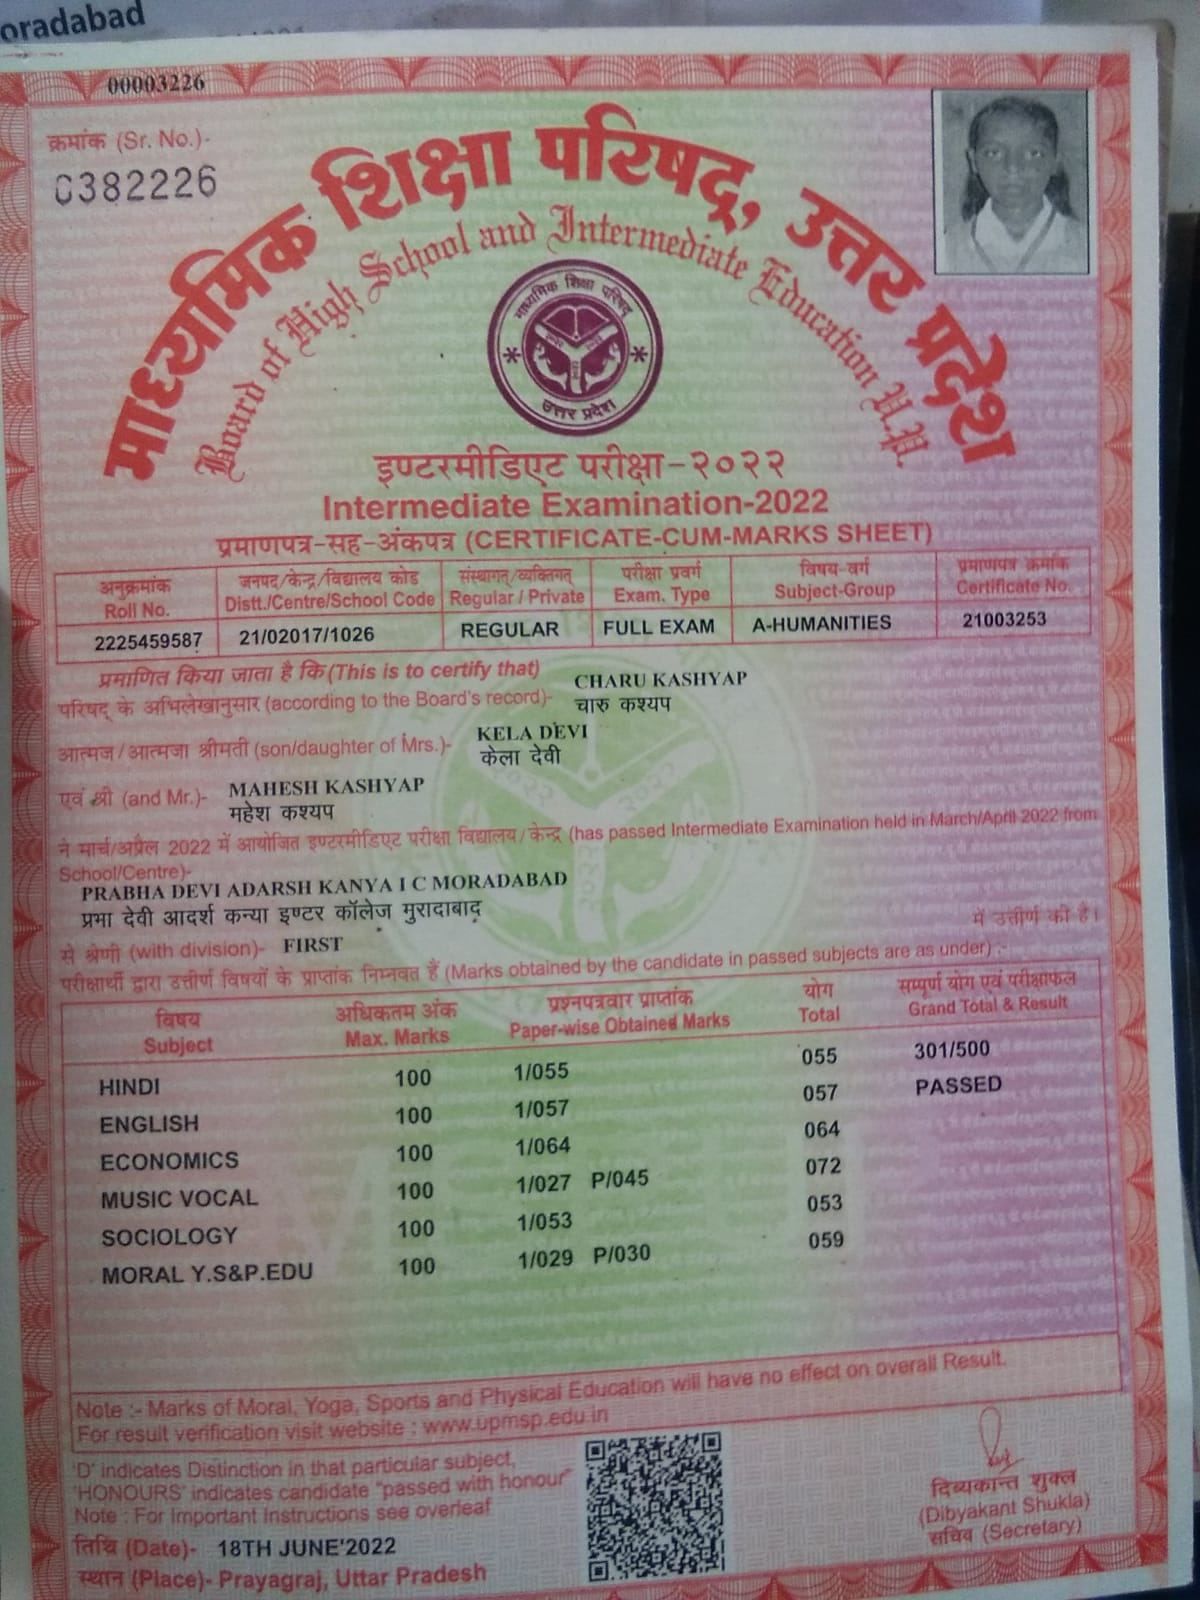 oradabad
00003226
क्रमांक (Sr. No.)-
0382226
माध्यमिक शिक्षा परिषद्, उत्तर प्रदेश
Board of High School and Intermediate Education U.P.
माध्यमिक शिक्षा परिषद्
उत्तर प्रदेश
इण्टरमीडिएट परीक्षा-२०२२
Intermediate Examination-2022
प्रमाणपत्र-सह-अंकपत्र (CERTIFICATE-CUM-MARKS SHEET)
अनुक्रमांक जनपद/केन्द्र/विद्यालय कोड संस्थागत/व्यक्तिगत परीक्षा प्रवर्ग विषय-वर्ग प्रमाणपत्र क्रमांक
Roll No. Distt./Centre/School Code Regular / Private Exam. Type Subject-Group Certificate No.
2225459587 21/02017/1026 REGULAR FULL EXAM A-HUMANITIES 21003253
प्रमाणित किया जाता है कि (This is to certify that)
CHARU KASHYAP
परिषद् के अभिलेखानुसार (according to the Board's record)- चारु कश्यप
KELA DEVI
आत्मज/आत्मजा श्रीमती (son/daughter of Mrs.)- केला देवी
एवं श्री (and Mr.)- MAHESH KASHYAP
महेश कश्यप
ने मार्च/अप्रैल 2022 में आयोजित इण्टरमीडिएट परीक्षा विद्यालय/केन्द्र (has passed Intermediate Examination held in March/April 2022 from
School/Centre)-
PRABHA DEVI ADARSH KANYA I C MORADABAD
प्रभा देवी आदर्श कन्या इण्टर कॉलेज मुरादाबाद में उत्तीर्ण की है।
से श्रेणी (with division)- FIRST
परीक्षार्थी द्वारा उत्तीर्ण विषयों के प्राप्तांक निम्नवत हैं (Marks obtained by the candidate in passed subjects are as under) :-
विषय अधिकतम अंक प्रश्नपत्रवार प्राप्तांक योग सम्पूर्ण योग एवं परीक्षाफल
Subject Max. Marks Paper-wise Obtained Marks Total Grand Total & Result
HINDI 100 1/055 055 301/500
ENGLISH 100 1/057 057 PASSED
ECONOMICS 100 1/064 064
MUSIC VOCAL 100 1/027 P/045 072
SOCIOLOGY 100 1/053 053
MORAL Y.S&P.EDU 100 1/029 P/030 059
Note :- Marks of Moral, Yoga, Sports and Physical Education will have no effect on overall Result.
For result verification visit website : www.upmsp.edu.in
'D' indicates Distinction in that particular subject,
'HONOURS' indicates candidate "passed with honour"
Note : For Important Instructions see overleaf
तिथि (Date)- 18TH JUNE'2022
स्थान (Place)- Prayagraj, Uttar Pradesh
दिव्यकान्त शुक्ल
(Dibyakant Shukla)
सचिव (Secretary)